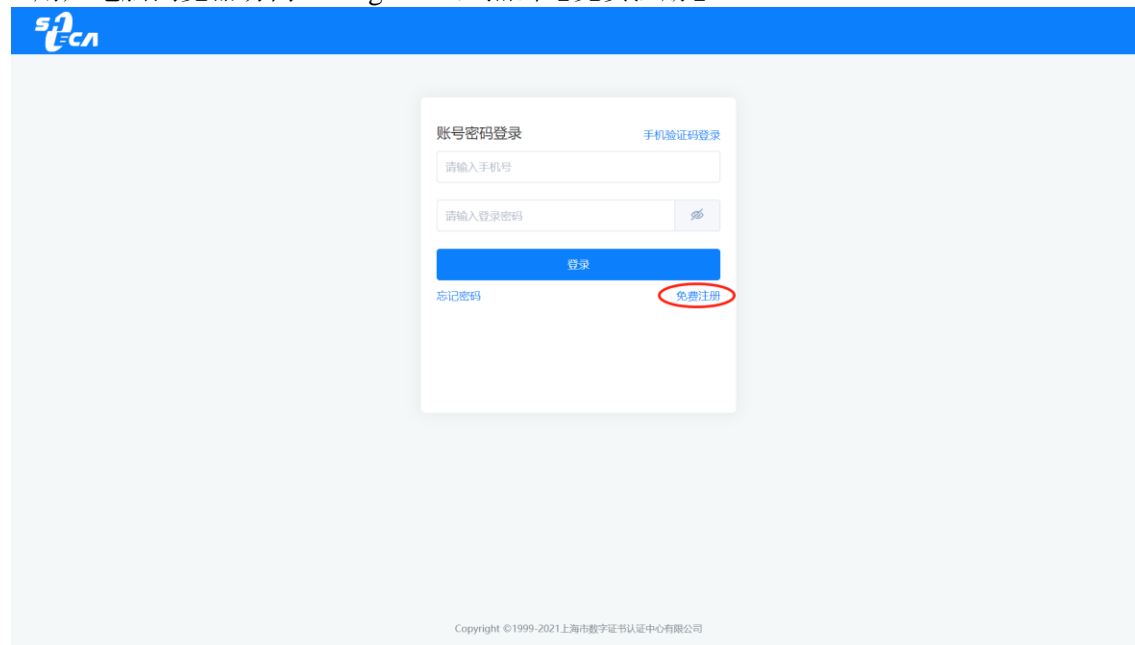 SHECA
账号密码登录
手机验证码登录
请输入手机号
请输入登录密码
登录
忘记密码
免费注册
Copyright ©1999-2021上海市数字证书认证中心有限公司